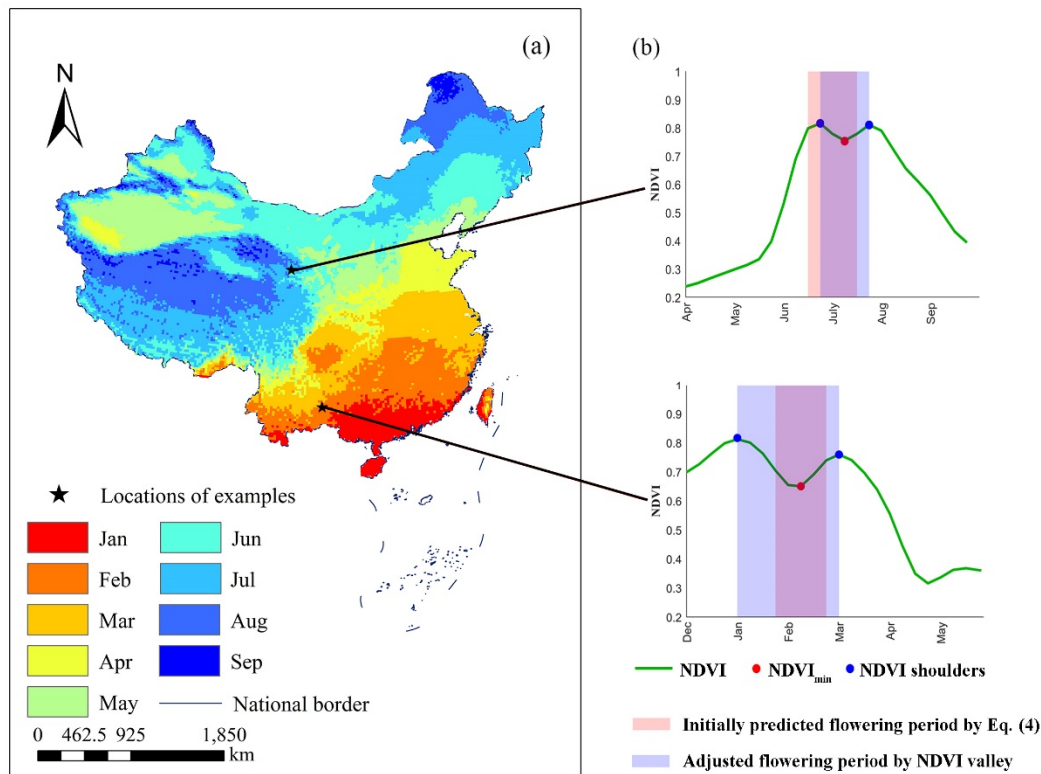 (a)
N
★ Locations of examples
Jan
Jun
Feb
Jul
Mar
Aug
Apr
Sep
May
National border
0 462.5 925 1,850
km
(b)
NDVI
1
0.9
0.8
0.7
0.6
0.5
0.4
0.3
0.2
Apr May Jun July Aug Sep
NDVI
1
0.9
0.8
0.7
0.6
0.5
0.4
0.3
0.2
Dec Jan Feb Mar Apr May
NDVI NDVImin NDVI shoulders
Initially predicted flowering period by Eq. (4)
Adjusted flowering period by NDVI valley